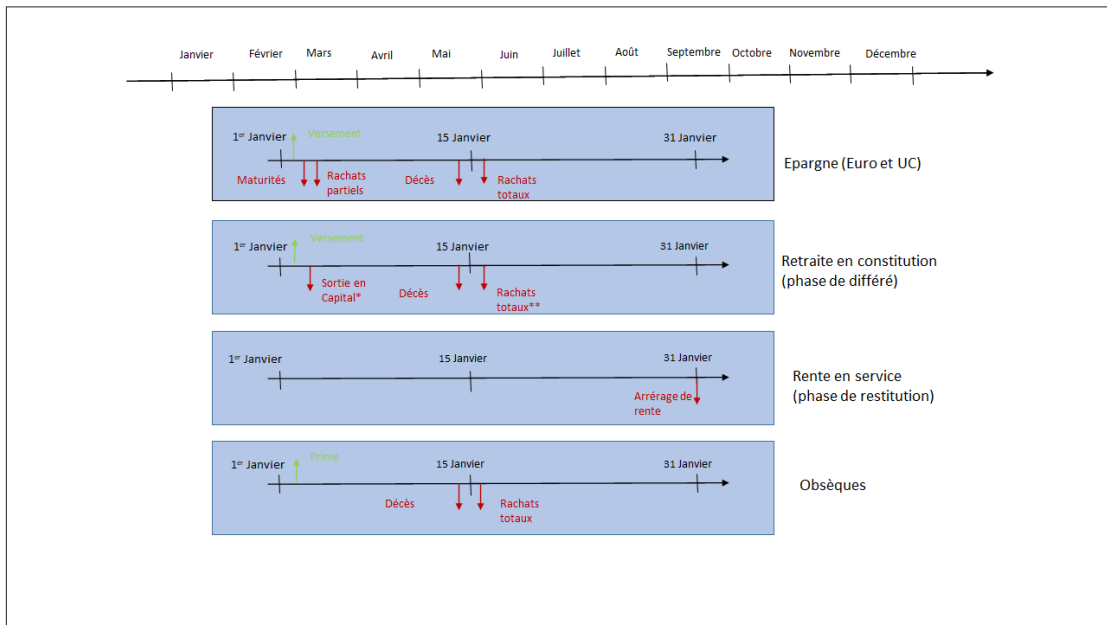 Janvier Février Mars Avril Mai Juin Juillet Août Septembre Octobre Novembre Décembre
1er Janvier Versement 15 Janvier 31 Janvier
Maturités Rachats partiels Décès Rachats totaux
Epargne (Euro et UC)
1er Janvier Versement 15 Janvier 31 Janvier
Sortie en Capital* Décès Rachats totaux**
Retraite en constitution
(phase de différé)
1er Janvier 15 Janvier 31 Janvier
Arrérage de rente
Rente en service
(phase de restitution)
1er Janvier Prime 15 Janvier 31 Janvier
Décès Rachats totaux
Obsèques